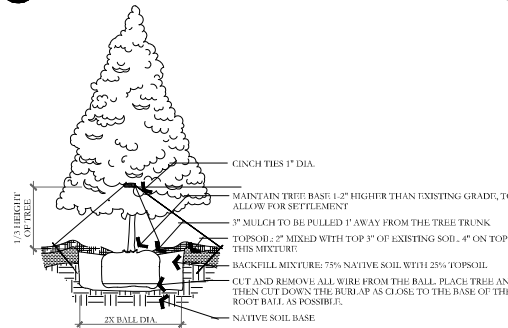 CINCH TIES 1" DIA.
MAINTAIN TREE BASE 1-2" HIGHER THAN EXISTING GRADE, TO
ALLOW FOR SETTLEMENT
3" MULCH TO BE PULLED 1' AWAY FROM THE TREE TRUNK
TOPSOIL: 2" MIXED WITH TOP 3" OF EXISTING SOIL. 4" ON TOP
THIS MIXTURE
BACKFILL MIXTURE: 75% NATIVE SOIL WITH 25% TOPSOIL
CUT AND REMOVE ALL WIRE FROM THE BALL. PLACE TREE AN
THEN CUT DOWN THE BURLAP AS CLOSE TO THE BASE OF THE
ROOT BALL AS POSSIBLE.
NATIVE SOIL BASE
1/3 HEIGHT
OF TREE
2X BALL DIA.